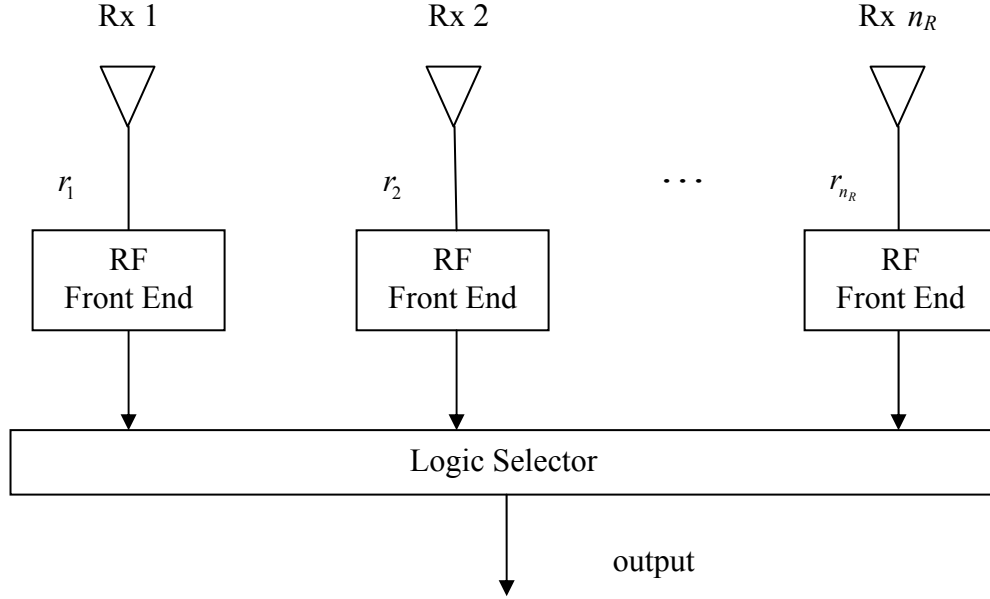 Rx 1
Rx 2
Rx n_R
r_1
r_2
...
r_{n_R}
RF
Front End
RF
Front End
RF
Front End
Logic Selector
output